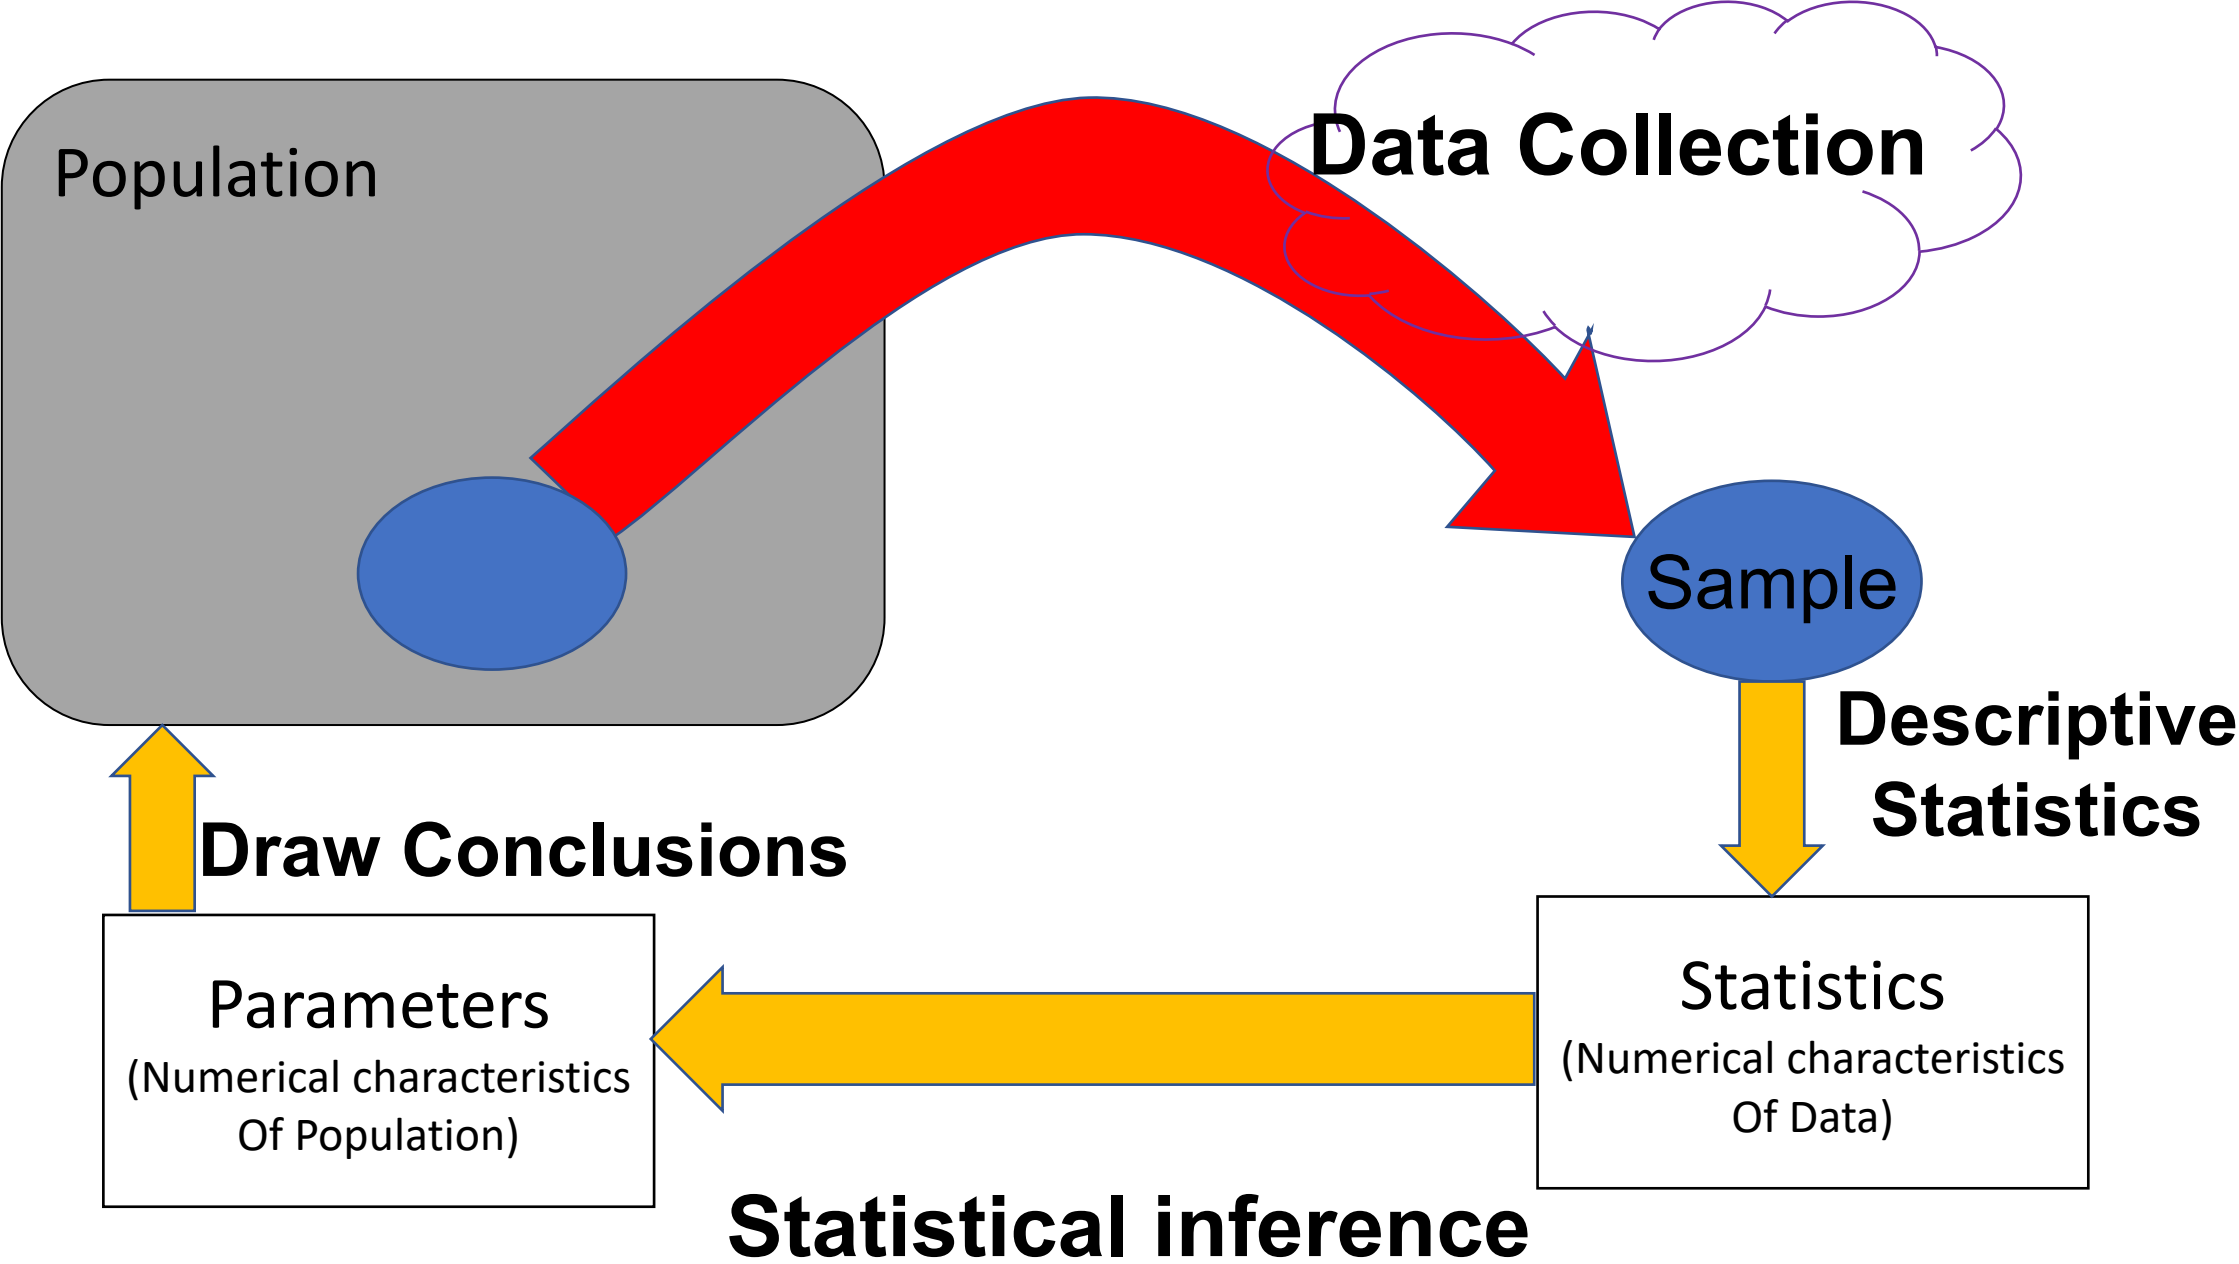 Population
Data Collection
Sample
Descriptive
Statistics
Draw Conclusions
Parameters
(Numerical characteristics
Of Population)
Statistics
(Numerical characteristics
Of Data)
Statistical inference